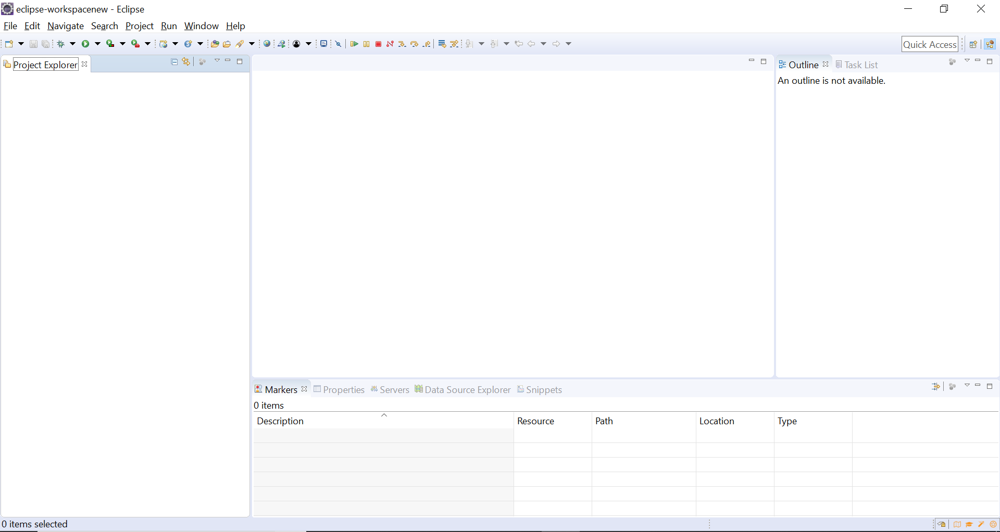 eclipse-workspacenew - Eclipse
File Edit Navigate Search Project Run Window Help
Quick Access
Project Explorer
Outline Task List
An outline is not available.
Markers Properties Servers Data Source Explorer Snippets
0 items
Description Resource Path Location Type
0 items selected